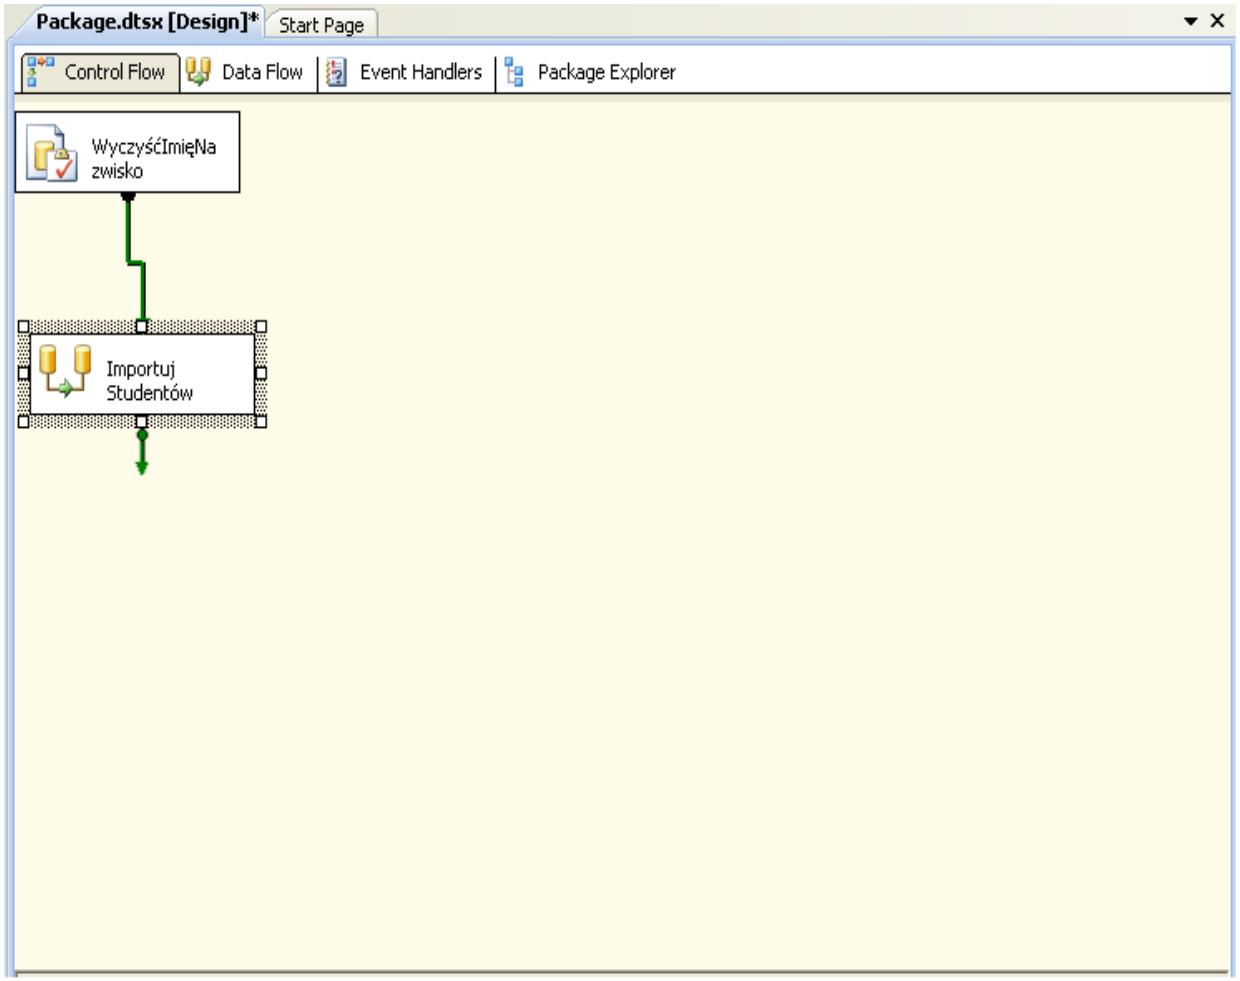 Package.dtsx [Design]* Start Page
Control Flow Data Flow Event Handlers Package Explorer
WyczyśćImięNa
zwisko
Importuj
Studentów